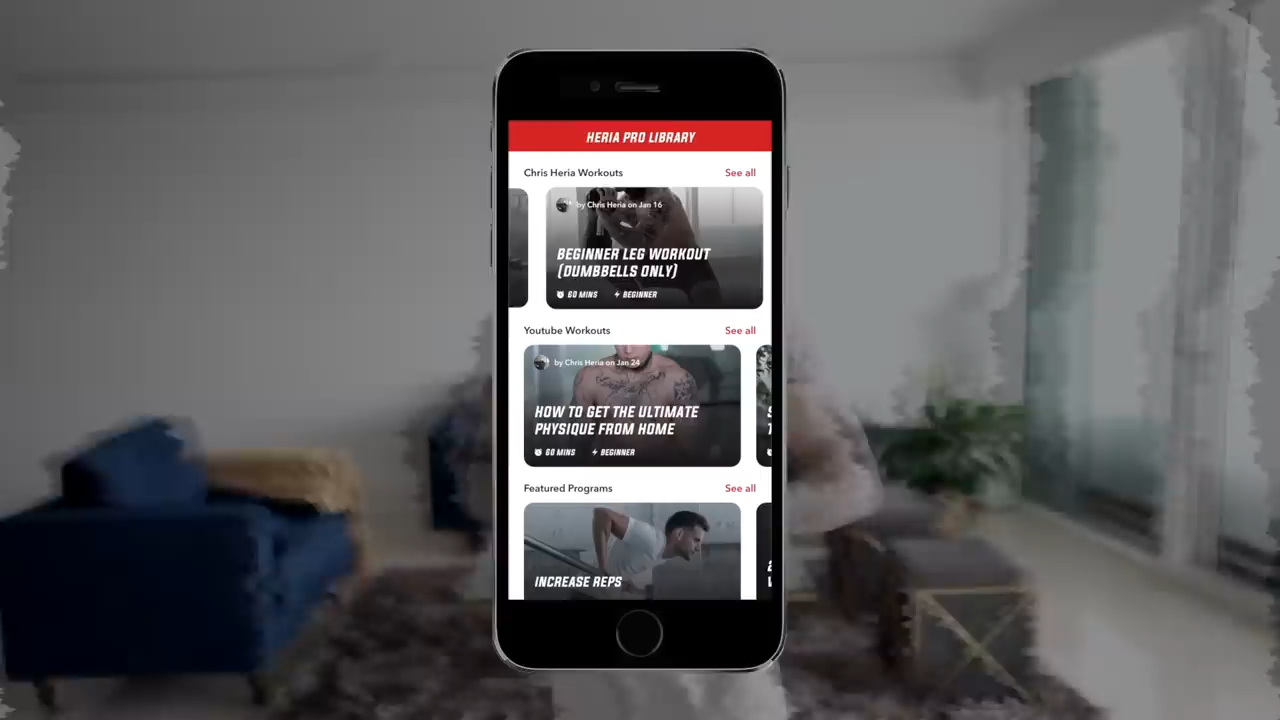 HERIA PRO LIBRARY
Chris Heria Workouts
See all
by Chris Heria on Jan 16
BEGINNER LEG WORKOUT
(DUMBBELLS ONLY)
60 MINS
BEGINNER
Youtube Workouts
See all
by Chris Heria on Jan 24
HOW TO GET THE ULTIMATE
PHYSIQUE FROM HOME
60 MINS
BEGINNER
Featured Programs
See all
INCREASE REPS